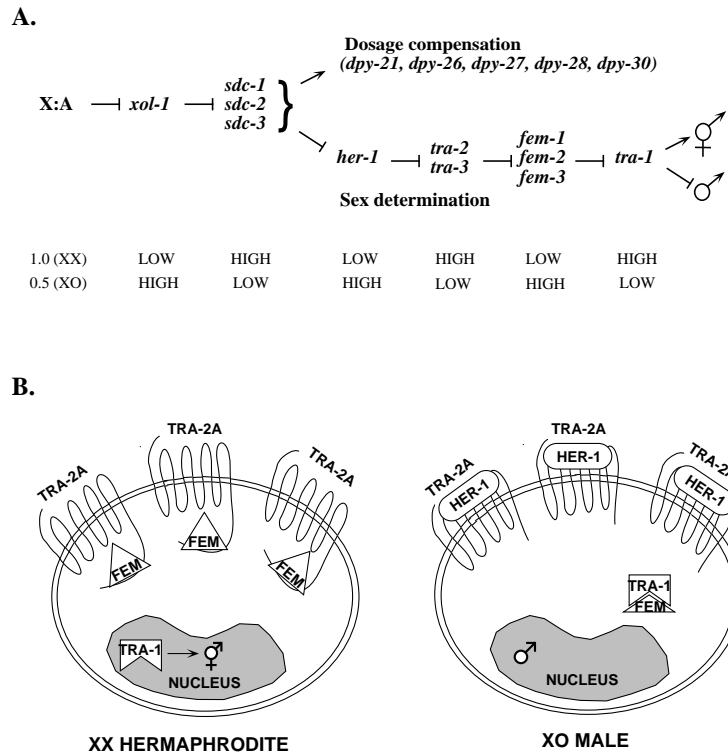 A.
Dosage compensation
(dpy-21, dpy-26, dpy-27, dpy-28, dpy-30)
X:A
xol-1
sdc-1
sdc-2
sdc-3
her-1
tra-2
tra-3
fem-1
fem-2
fem-3
tra-1
Sex determination
1.0 (XX) LOW HIGH LOW HIGH LOW HIGH
0.5 (XO) HIGH LOW HIGH LOW HIGH LOW
B.
TRA-2A
TRA-2A
TRA-2A
FEM
FEM
FEM
TRA-1
NUCLEUS
XX HERMAPHRODITE
TRA-2A
TRA-2A
TRA-2A
HER-1
HER-1
HER-1
TRA-1
FEM
NUCLEUS
XO MALE